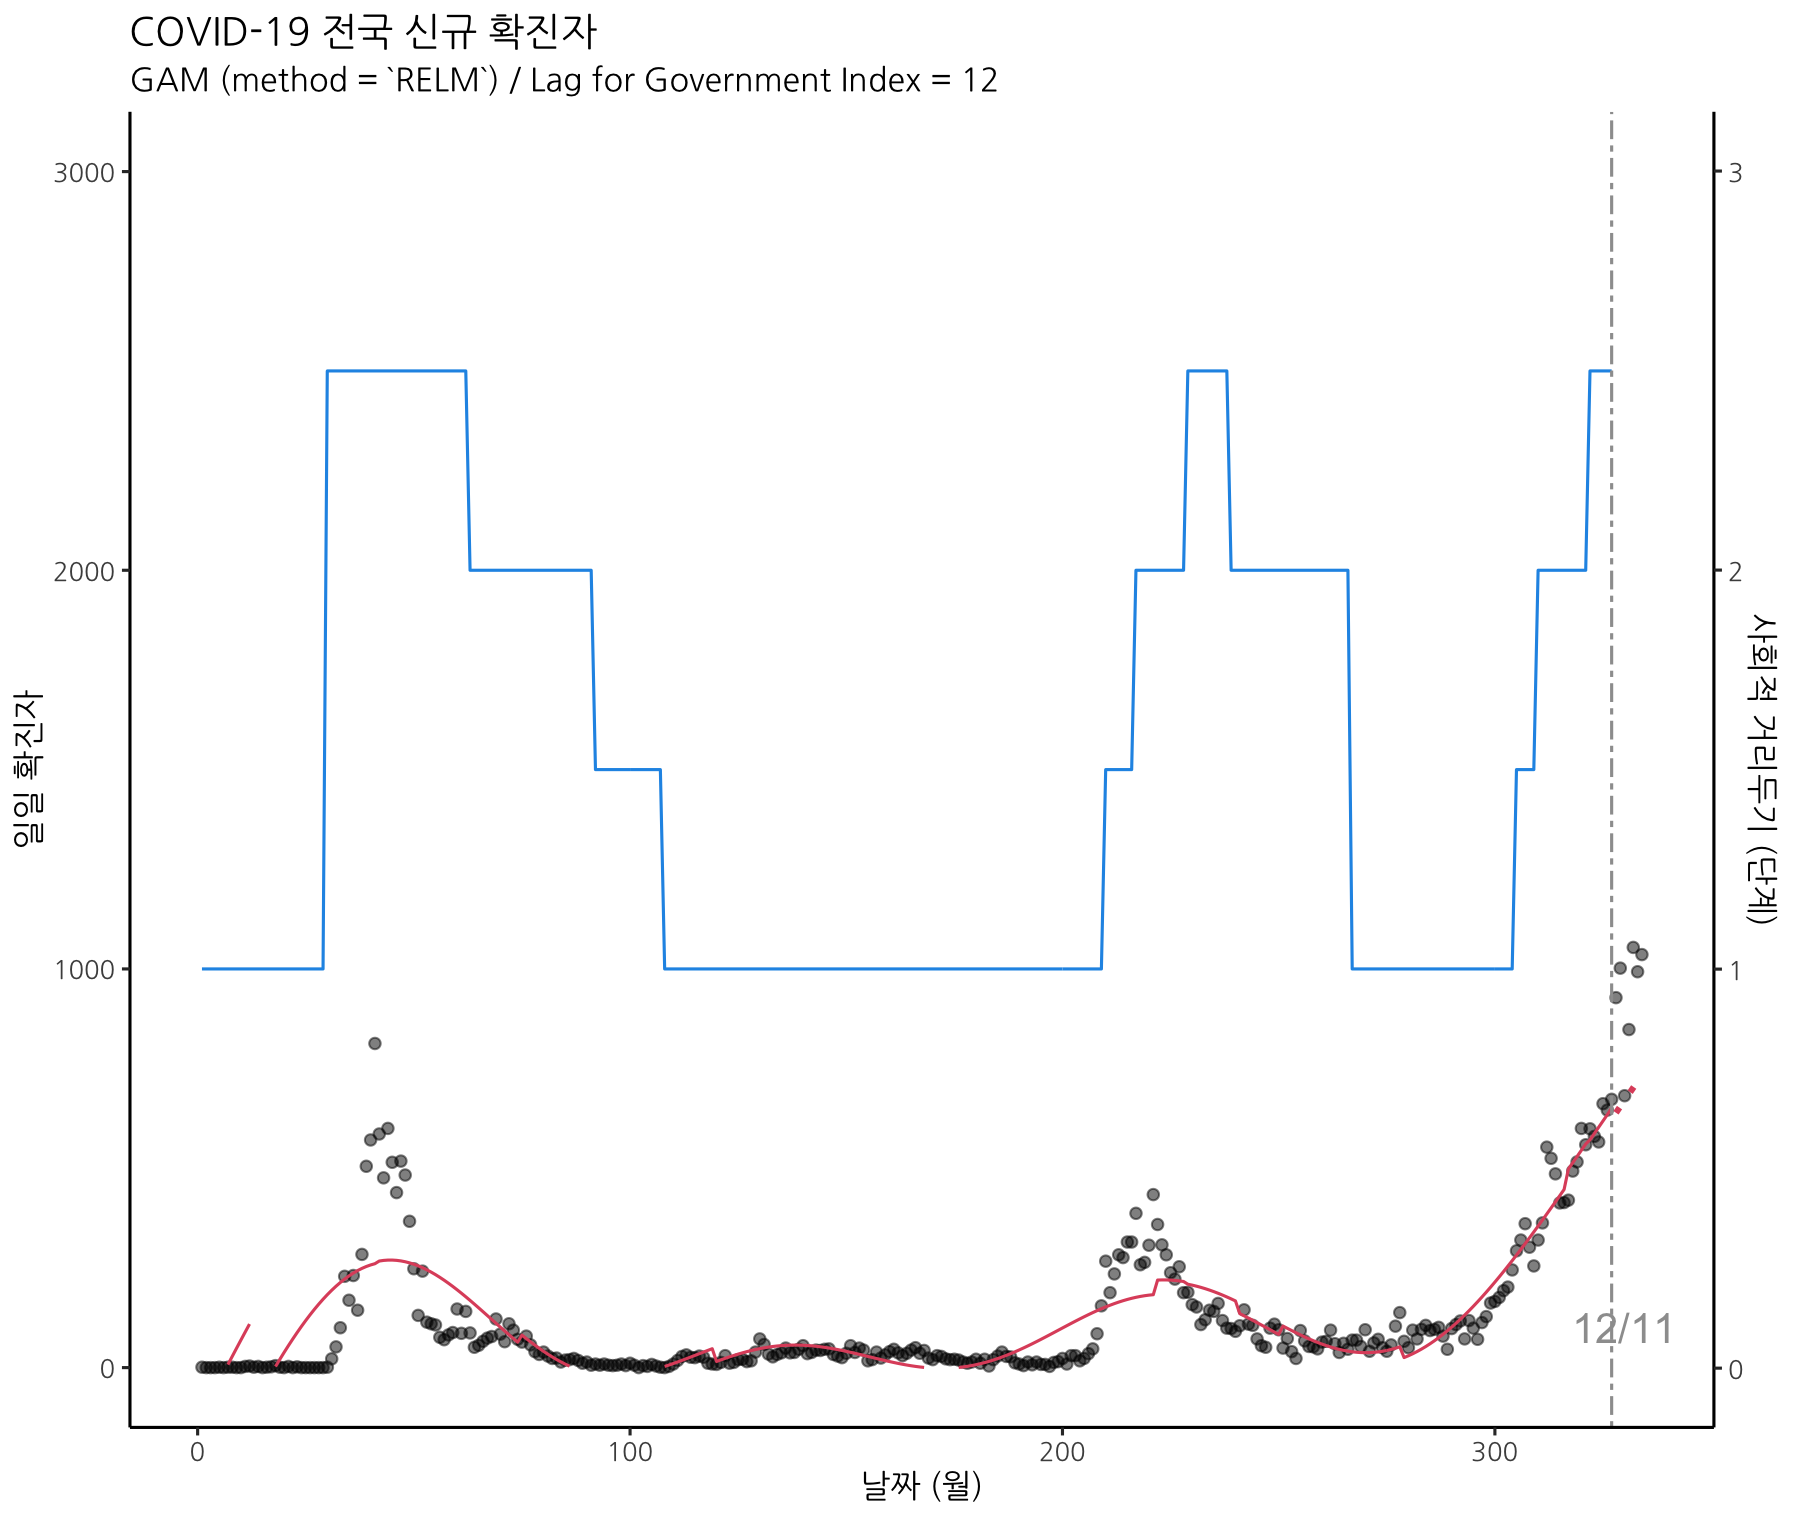 COVID-19 전국 신규 확진자
GAM (method = `RELM`) / Lag for Government Index = 12
일일 확진자
3000
2000
1000
0
3
2
1
0
사회적 거리두기 (단계)
12/11
0
100
200
300
날짜 (월)